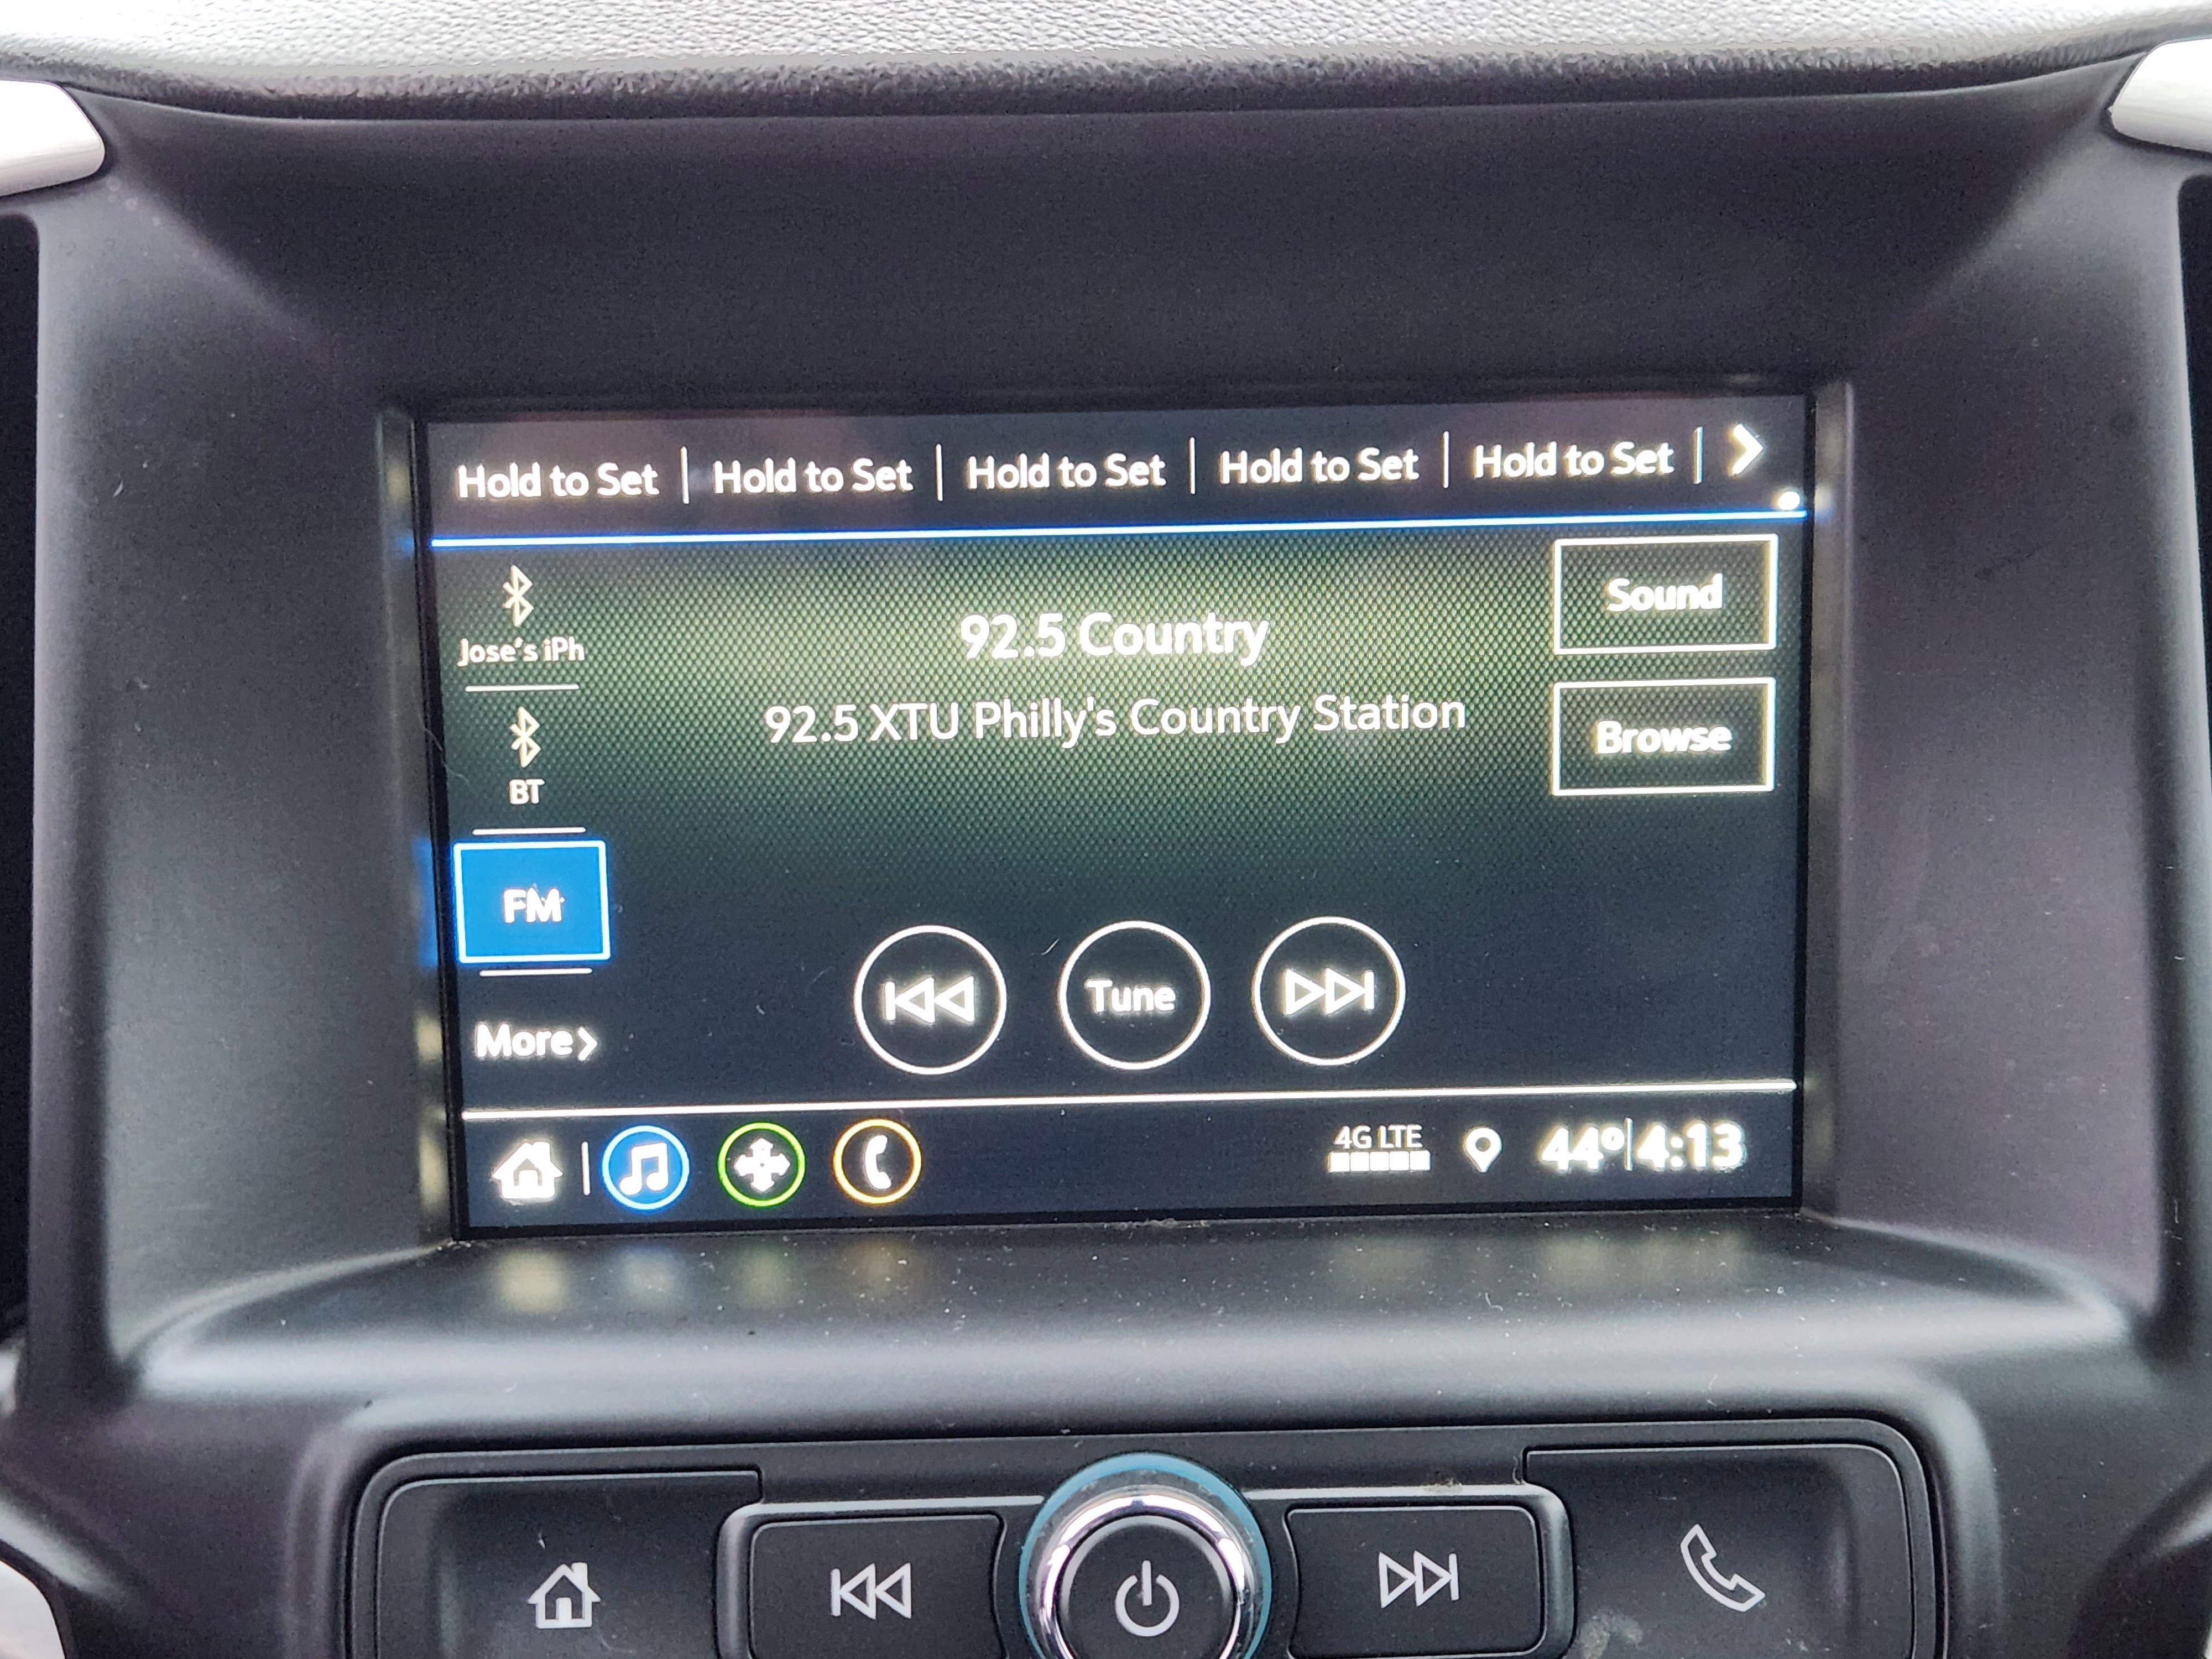 Hold to Set | Hold to Set | Hold to Set | Hold to Set | Hold to Set |
Jose's iPh
92.5 Country
Sound
92.5 XTU Philly's Country Station
Browse
BT
FM
Tune
More
4G LTE
44° 4:13